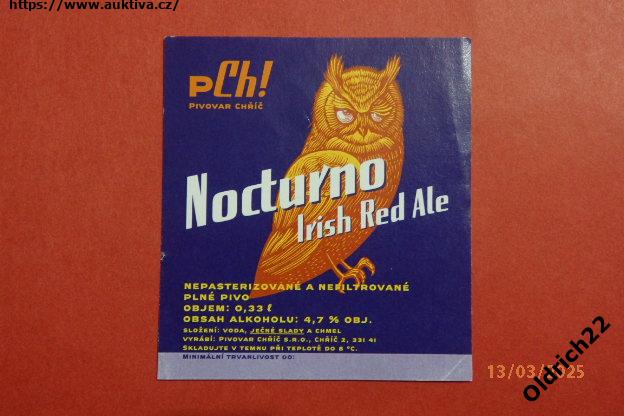 https://www.auktiva.cz/
PCh!
PIVOVAR CHŘÍČ
Nocturno
Irish Red Ale
NEPASTERIZOVANÉ A NEFILTROVANÉ
PLNÉ PIVO
OBJEM: 0,33 ℓ
OBSAH ALKOHOLU: 4,7 % OBJ.
SLOŽENÍ: VODA, JEČNÉ SLADY A CHMEL
VYRÁBÍ: PIVOVAR CHŘÍČ S.R.O., CHŘÍČ 2, 331 41
SKLADUJTE V TEMNU PŘI TEPLOTĚ DO 8 °C.
MINIMÁLNÍ TRVANLIVOST DO:
13/03/2025
Oldrich22